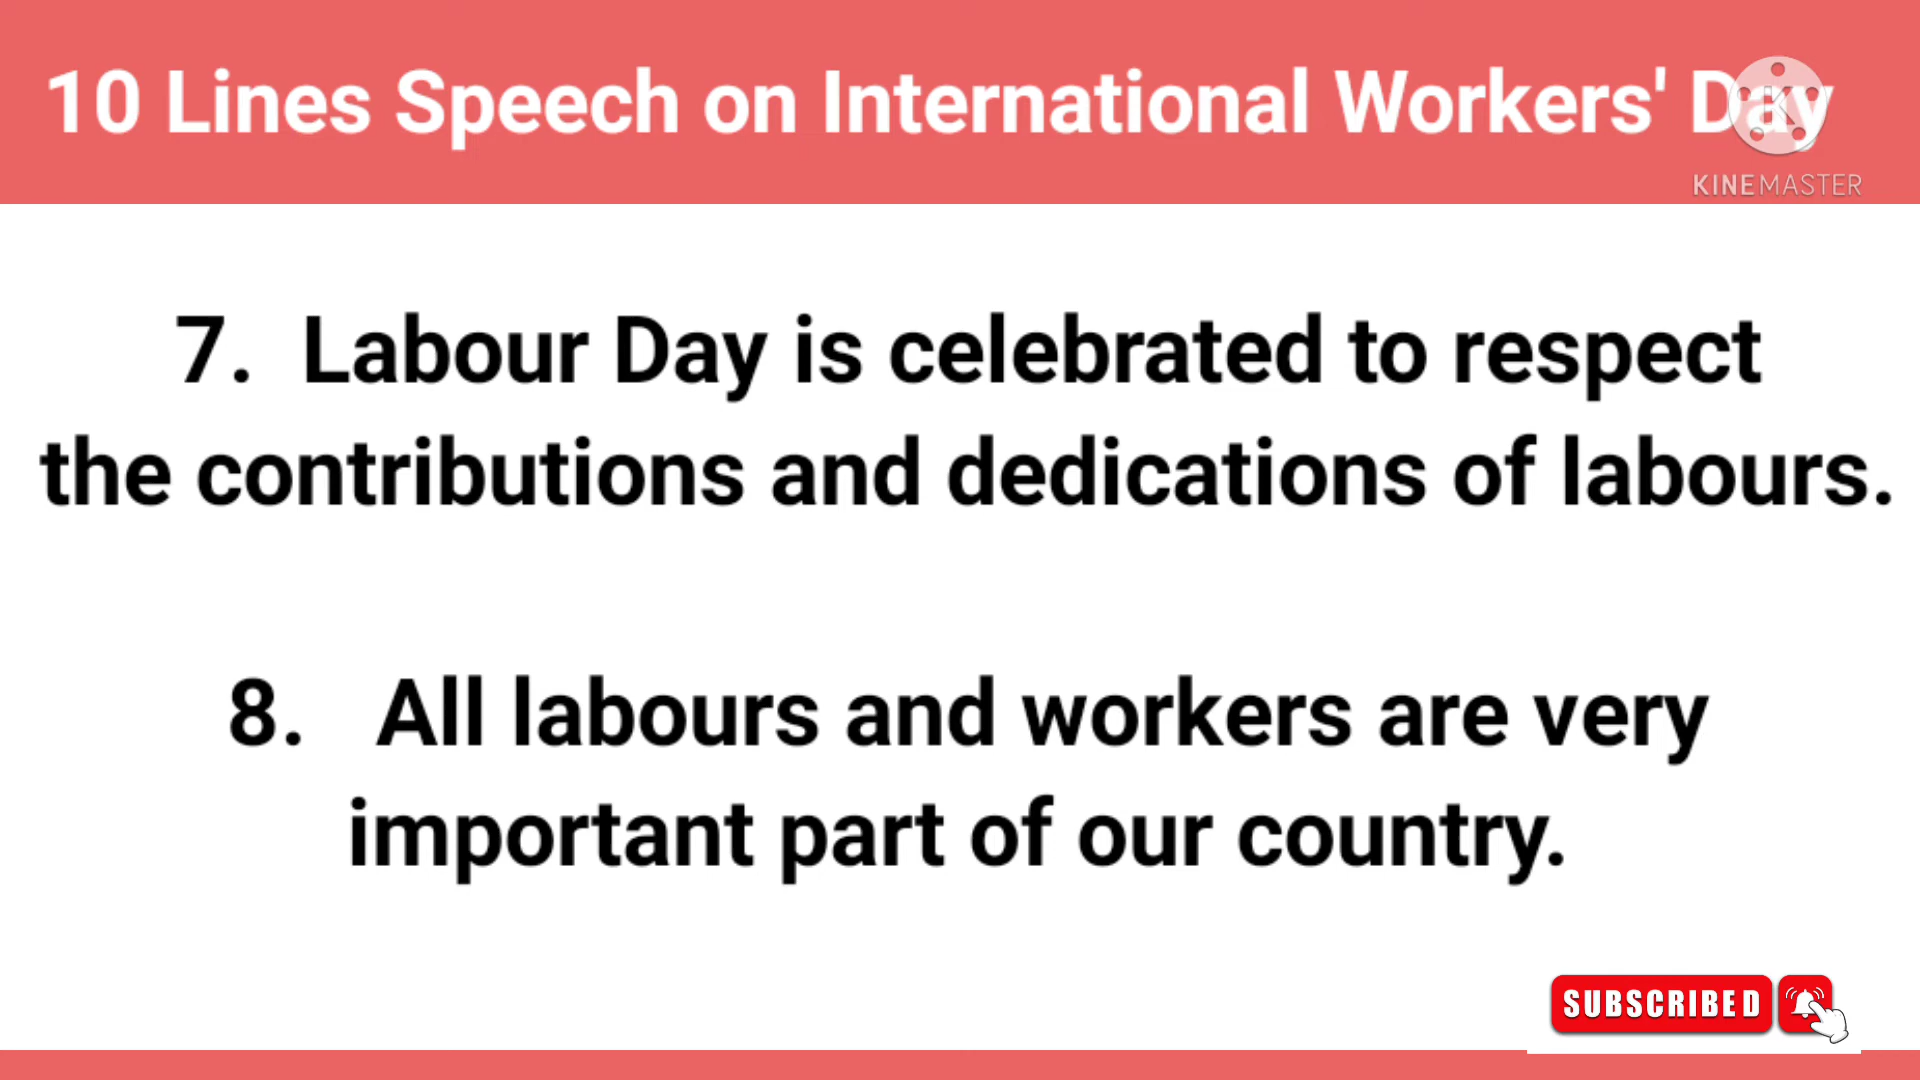 10 Lines Speech on International Workers' Day
KINEMASTER
7. Labour Day is celebrated to respect
the contributions and dedications of labours.
8. All labours and workers are very
important part of our country.
SUBSCRIBED